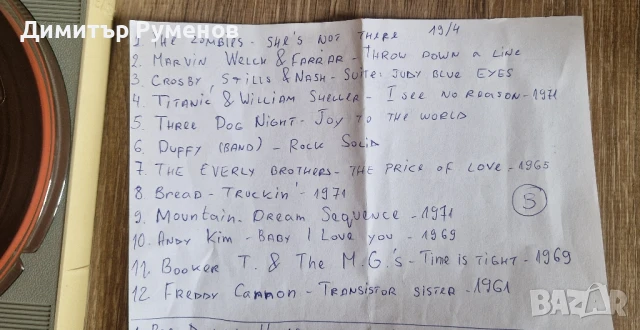 Димитър Руменов
19/4
1. THE ZOMBIES - SHE'S NOT THERE
2. MARVIN WELCH & FARRAR - THROW DOWN A LINE
3. CROSBY, STILLS & NASH - SUITE: JUDY BLUE EYES
4. TITANIC & WILLIAM SHELLER - I SEE NO REASON - 1971
5. THREE DOG NIGHT - JOY TO THE WORLD
6. DUFFY (BAND) - ROCK SOLID
7. THE EVERLY BROTHERS - THE PRICE OF LOVE - 1965
8. BREAD - TRUCKIN' - 1971
5
9. MOUNTAIN - DREAM SEQUENCE - 1971
10. ANDY KIM - BABY I LOVE YOU - 1969
11. BOOKER T. & THE M.G.'S - TIME IS TIGHT - 1969
12 FREDDY CANNON - TRANSISTOR SISTER - 1961
BAZAR